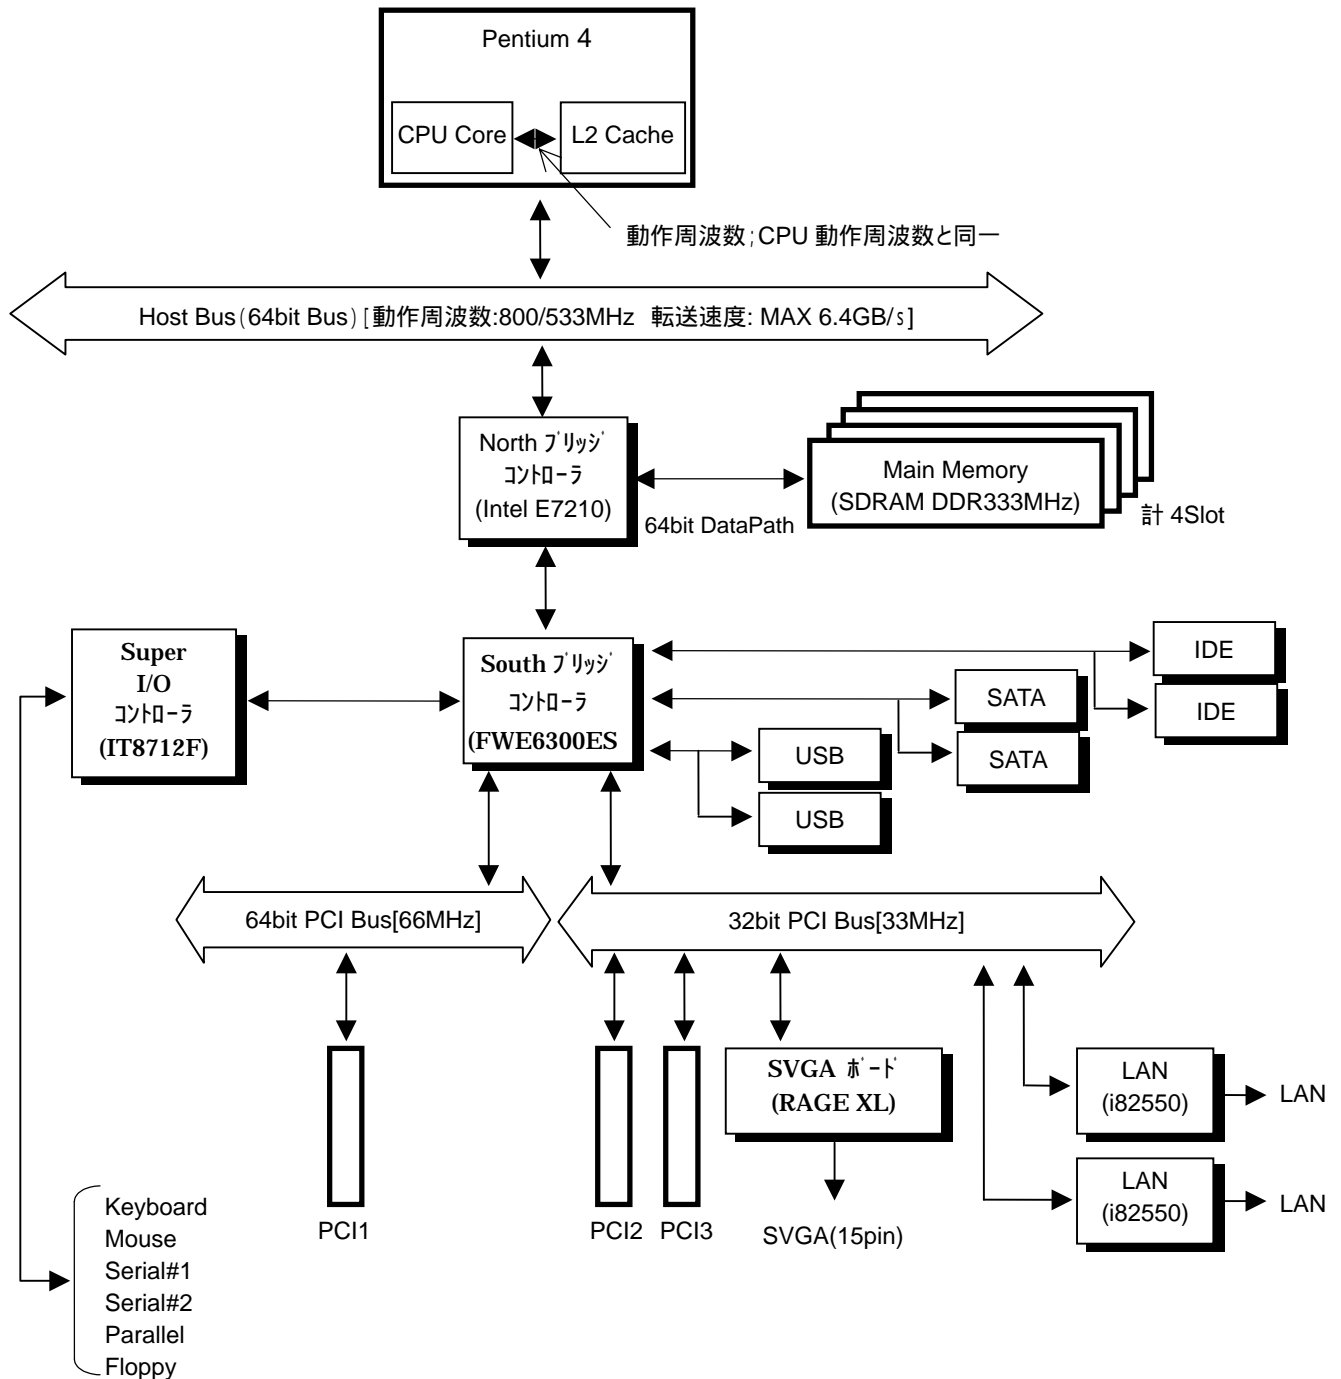 Pentium 4
CPU Core
L2 Cache
動作周波数;CPU 動作周波数と同一
Host Bus(64bit Bus) [動作周波数:800/533MHz 転送速度: MAX 6.4GB/s]
North ブリッジ
コントローラ
(Intel E7210)
Main Memory
(SDRAM DDR333MHz)
64bit DataPath
計 4Slot
Super
I/O
コントローラ
(IT8712F)
South ブリッジ
コントローラ
(FWE6300ES
IDE
IDE
SATA
SATA
USB
USB
64bit PCI Bus[66MHz]
32bit PCI Bus[33MHz]
SVGA ボード
(RAGE XL)
LAN
(i82550)
LAN
LAN
(i82550)
LAN
PCI1
PCI2
PCI3
SVGA(15pin)
Keyboard
Mouse
Serial#1
Serial#2
Parallel
Floppy